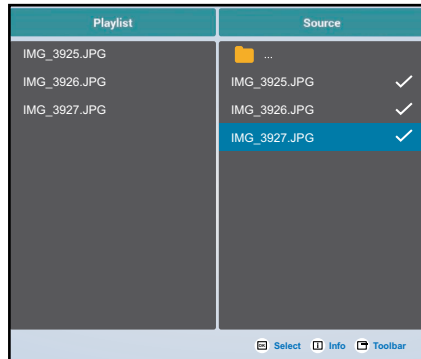 Playlist
Source
IMG_3925.JPG
IMG_3926.JPG
IMG_3927.JPG
...
IMG_3925.JPG
IMG_3926.JPG
IMG_3927.JPG
OK Select Info Toolbar